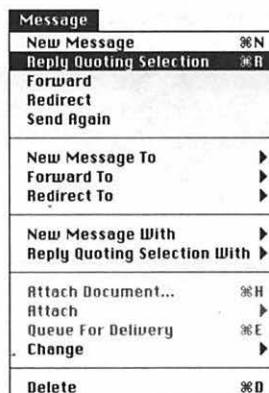 Message
New Message ⌘N
Reply Quoting Selection ⌘R
Forward
Redirect
Send Again
New Message To ▶
Forward To ▶
Redirect To ▶
New Message With ▶
Reply Quoting Selection With ▶
Attach Document... ⌘H
Attach ▶
Queue For Delivery ⌘E
Change ▶
Delete ⌘D